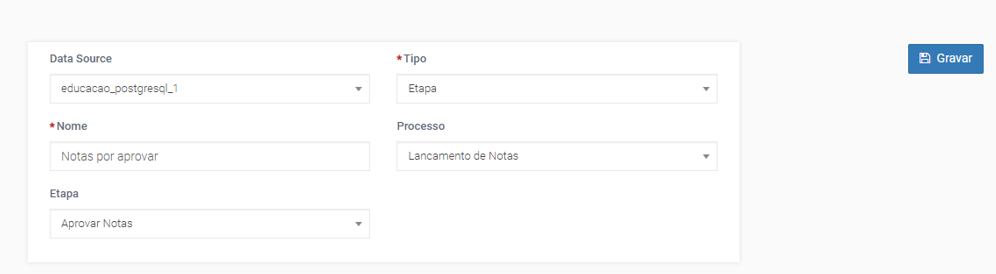 Data Source
* Tipo
Gravar
educacao_postgresql_1
Etapa
* Nome
Processo
Notas por aprovar
Lancamento de Notas
Etapa
Aprovar Notas